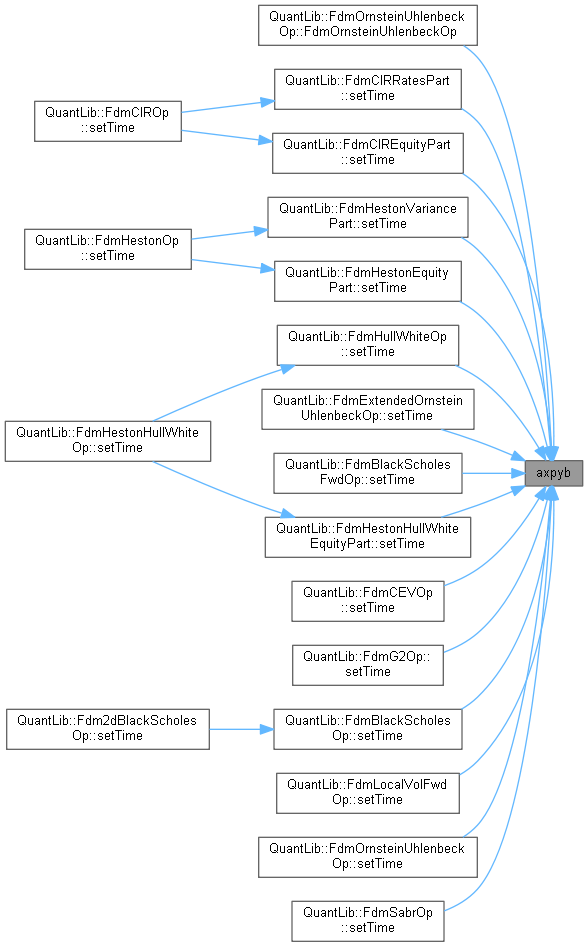 QuantLib::FdmOrnsteinUhlenbeck
Op::FdmOrnsteinUhlenbeckOp
QuantLib::FdmCIRRatesPart
::setTime
QuantLib::FdmCIROp
::setTime
QuantLib::FdmCIREquityPart
::setTime
QuantLib::FdmHestonVariance
Part::setTime
QuantLib::FdmHestonOp
::setTime
QuantLib::FdmHestonEquity
Part::setTime
QuantLib::FdmHullWhiteOp
::setTime
QuantLib::FdmExtendedOrnstein
UhlenbeckOp::setTime
QuantLib::FdmHestonHullWhite
Op::setTime
QuantLib::FdmBlackScholes
FwdOp::setTime
axpyb
QuantLib::FdmHestonHullWhite
EquityPart::setTime
QuantLib::FdmCEVOp
::setTime
QuantLib::FdmG2Op::
setTime
QuantLib::Fdm2dBlackScholes
Op::setTime
QuantLib::FdmBlackScholes
Op::setTime
QuantLib::FdmLocalVolFwd
Op::setTime
QuantLib::FdmOrnsteinUhlenbeck
Op::setTime
QuantLib::FdmSabrOp
::setTime